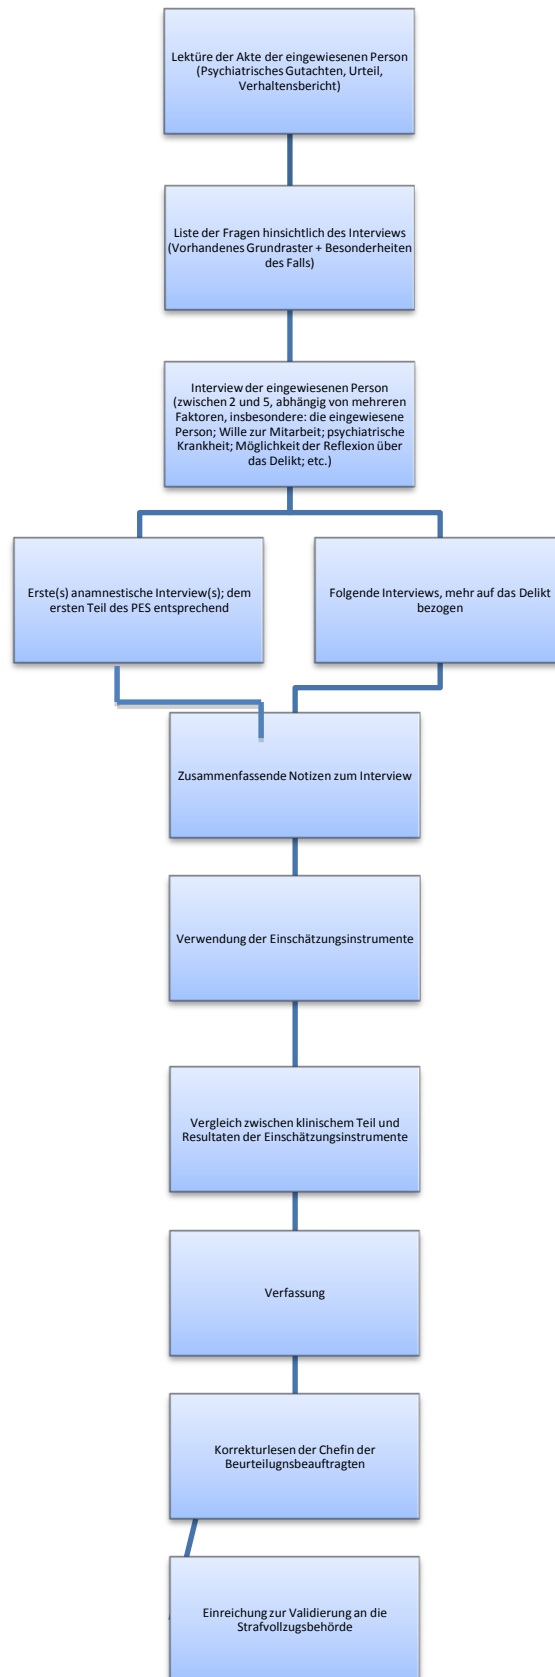 Lektüre der Akte der eingewiesenen Person
(Psychiatrisches Gutachten, Urteil,
Verhaltensbericht)
Liste der Fragen hinsichtlich des Interviews
(Vorhandenes Grundraster + Besonderheiten
des Falls)
Interview der eingewiesenen Person
(zwischen 2 und 5, abhängig von mehreren
Faktoren, insbesondere: die eingewiesene
Person; Wille zur Mitarbeit; psychiatrische
Krankheit; Möglichkeit der Reflexion über
das Delikt; etc.)
Erste(s) anamnestische Interview(s); dem
ersten Teil des PES entsprechend
Folgende Interviews, mehr auf das Delikt
bezogen
Zusammenfassende Notizen zum Interview
Verwendung der Einschätzungsinstrumente
Vergleich zwischen klinischem Teil und
Resultaten der Einschätzungsinstrumente
Verfassung
Korrekturlesen der Chefin der
Beurteilugnsbeauftragten
Einreichung zur Validierung an die
Strafvollzugsbehörde